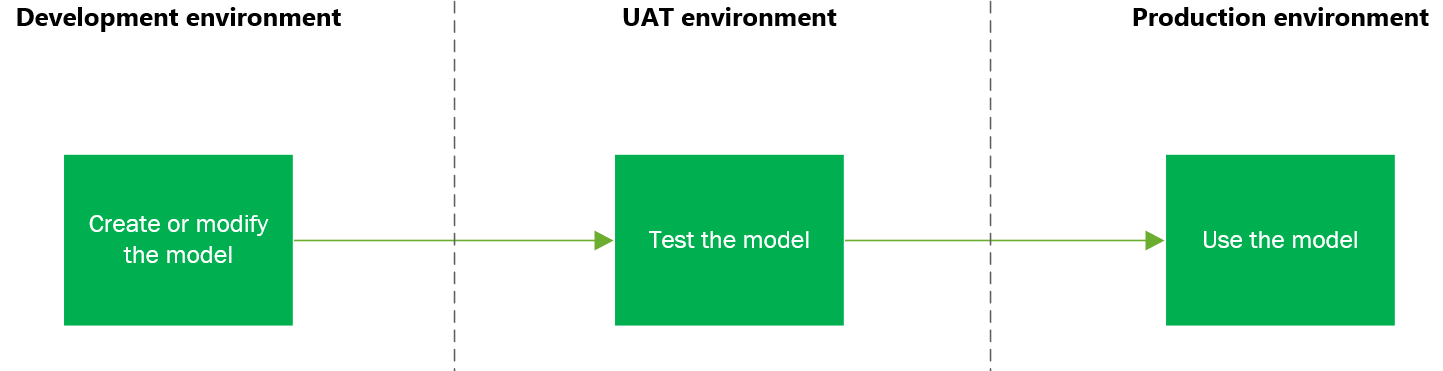 Development environment
UAT environment
Production environment
Create or modify
the model
Test the model
Use the model